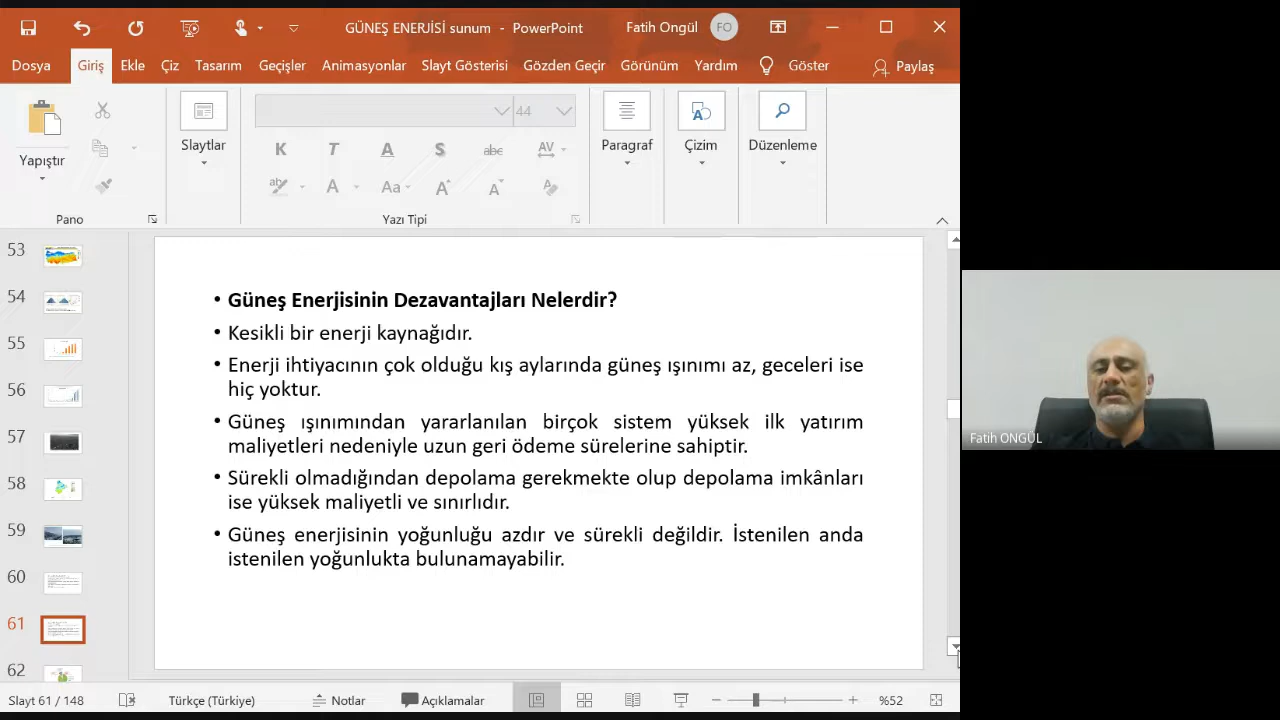 GÜNEŞ ENERJİSİ sunum - PowerPoint
Fatih Ongül
FO
Dosya Giriş Ekle Çiz Tasarım Geçişler Animasyonlar Slayt Gösterisi Gözden Geçir Görünüm Yardım Göster Paylaş
Yapıştır
Pano
Slaytlar
44
K T A S abc AV
A Aa A A
Yazı Tipi
Paragraf
Çizim
Düzenleme
53
54
55
56
57
58
59
60
61
62
• Güneş Enerjisinin Dezavantajları Nelerdir?
• Kesikli bir enerji kaynağıdır.
• Enerji ihtiyacının çok olduğu kış aylarında güneş ışınımı az, geceleri ise
hiç yoktur.
• Güneş ışınımından yararlanılan birçok sistem yüksek ilk yatırım
maliyetleri nedeniyle uzun geri ödeme sürelerine sahiptir.
• Sürekli olmadığından depolama gerekmekte olup depolama imkânları
ise yüksek maliyetli ve sınırlıdır.
• Güneş enerjisinin yoğunluğu azdır ve sürekli değildir. İstenilen anda
istenilen yoğunlukta bulunamayabilir.
Fatih ONGÜL
Slayt 61 / 148 Türkçe (Türkiye) Notlar Açıklamalar %52